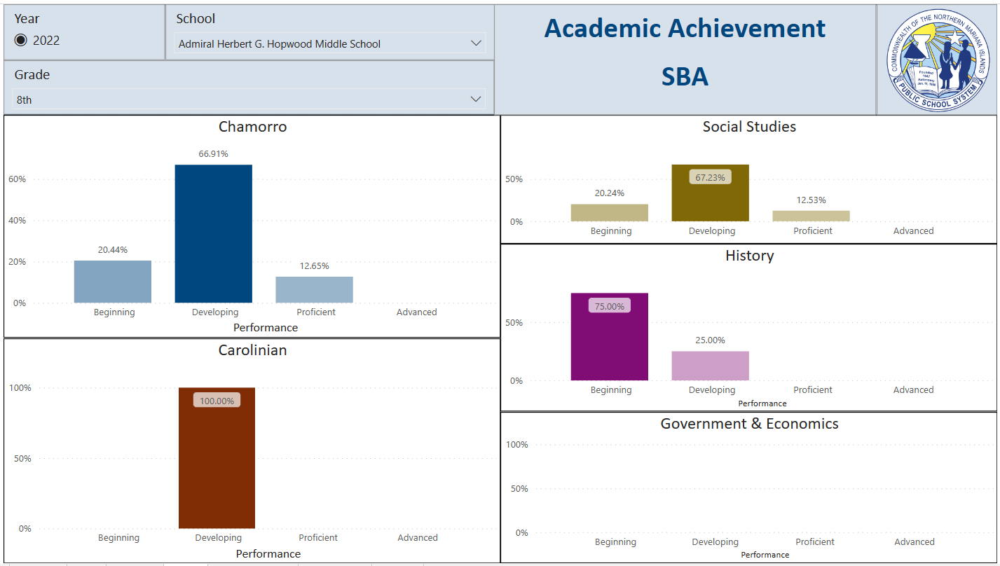 Year
2022
School
Admiral Herbert G. Hopwood Middle School
Grade
8th
Academic Achievement
SBA
COMMONWEALTH OF THE NORTHERN MARIANA ISLANDS
Founded
1947
Autonomy
PUBLIC SCHOOL SYSTEM
Chamorro
66.91%
60%
40%
20.44%
20%
12.65%
0%
Beginning Developing Proficient Advanced
Performance
Carolinian
100%
100.00%
50%
0%
Beginning Developing Proficient Advanced
Performance
Social Studies
50%
67.23%
20.24%
12.53%
0%
Beginning Developing Proficient Advanced
History
75.00%
50%
25.00%
0%
Beginning Developing Proficient Advanced
Performance
Government & Economics
100%
50%
0%
Beginning Developing Proficient Advanced
Performance